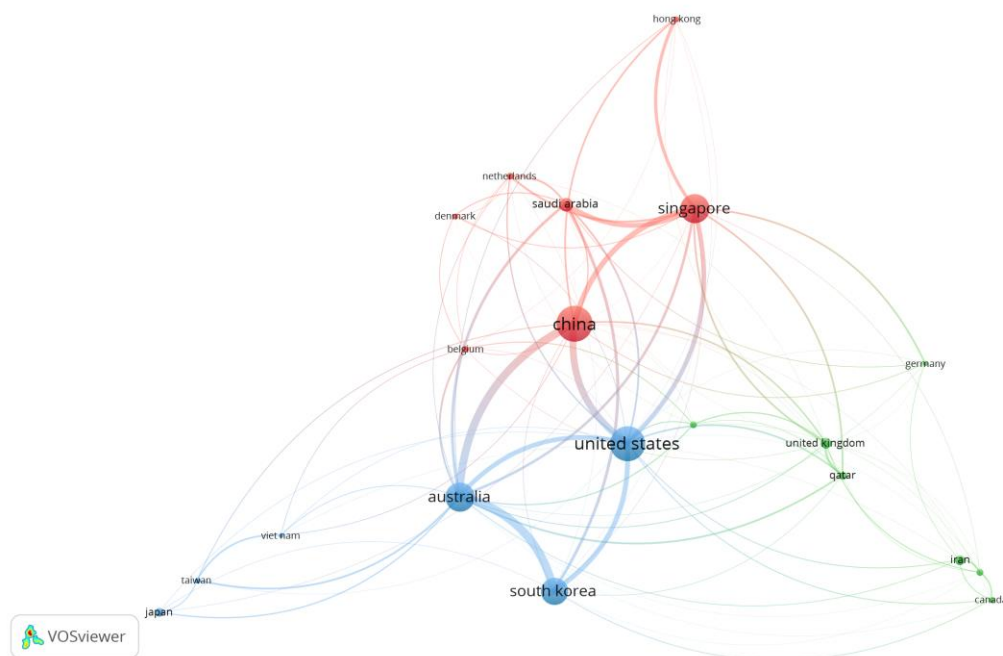 hong kong
netherlands
saudi arabia
denmark
singapore
china
belgium
germany
united states
united kingdom
qatar
australia
viet nam
iran
taiwan
south korea
canada
japan
VOSviewer